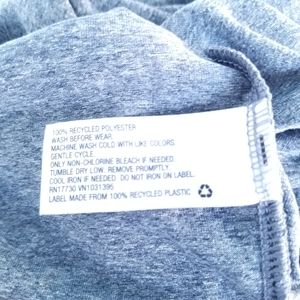 100% RECYCLED POLYESTER
WASH BEFORE WEAR.
MACHINE WASH COLD WITH LIKE COLORS.
GENTLE CYCLE.
ONLY NON-CHLORINE BLEACH IF NEEDED.
TUMBLE DRY LOW. REMOVE PROMPTLY.
COOL IRON IF NEEDED. DO NOT IRON ON LABEL.
RN17730 VN1031395
LABEL MADE FROM 100% RECYCLED PLASTIC